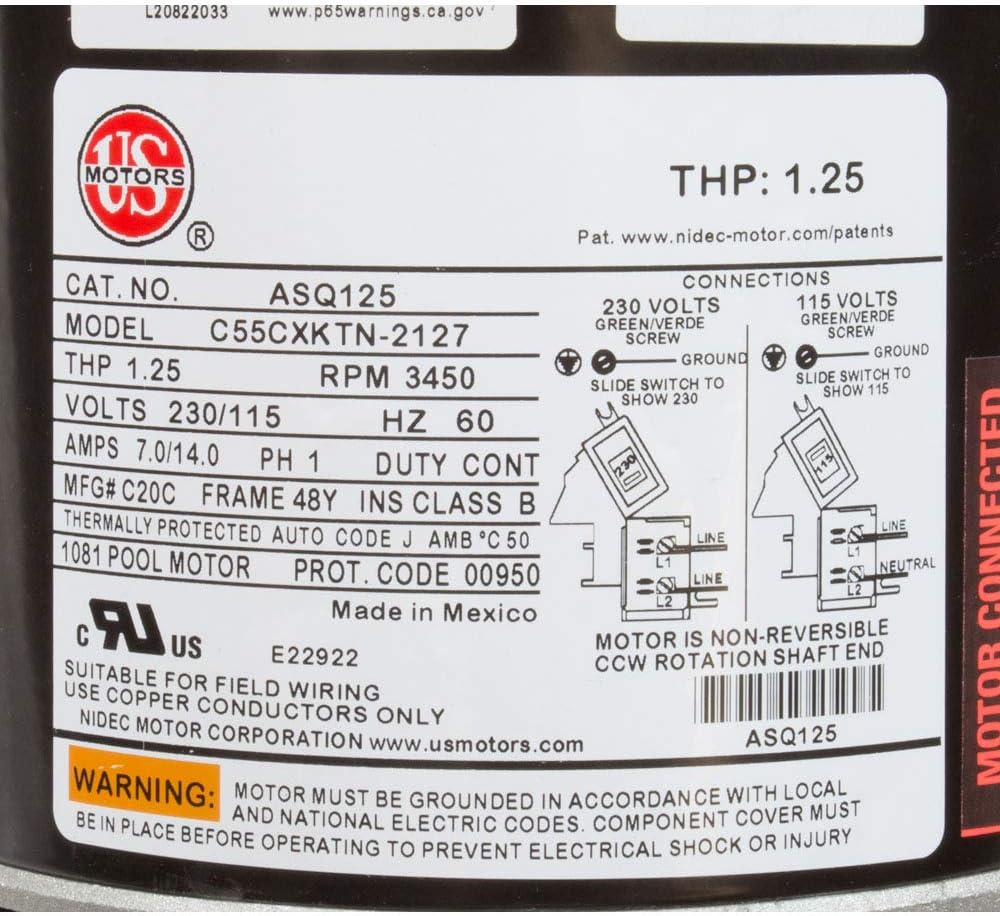 L20822033 www.p65warnings.ca.gov
US
MOTORS
®
THP: 1.25
Pat. www.nidec-motor.com/patents
CAT. NO. ASQ125
MODEL C55CXKTN-2127
THP 1.25 RPM 3450
VOLTS 230/115 HZ 60
AMPS 7.0/14.0 PH 1 DUTY CONT
MFG# C20C FRAME 48Y INS CLASS B
THERMALLY PROTECTED AUTO CODE J AMB °C 50
1081 POOL MOTOR PROT. CODE 00950
Made in Mexico
C UR US
E22922
SUITABLE FOR FIELD WIRING
USE COPPER CONDUCTORS ONLY
NIDEC MOTOR CORPORATION www.usmotors.com
CONNECTIONS
230 VOLTS
GREEN/VERDE
SCREW
GROUND
SLIDE SWITCH TO
SHOW 230
230
LINE
L1
LINE
L2
115 VOLTS
GREEN/VERDE
SCREW
GROUND
SLIDE SWITCH TO
SHOW 115
115
LINE
L1
NEUTRAL
L2
MOTOR IS NON-REVERSIBLE
CCW ROTATION SHAFT END
ASQ125
WARNING: MOTOR MUST BE GROUNDED IN ACCORDANCE WITH LOCAL
AND NATIONAL ELECTRIC CODES. COMPONENT COVER MUST
BE IN PLACE BEFORE OPERATING TO PREVENT ELECTRICAL SHOCK OR INJURY
MOTOR CONNECTED